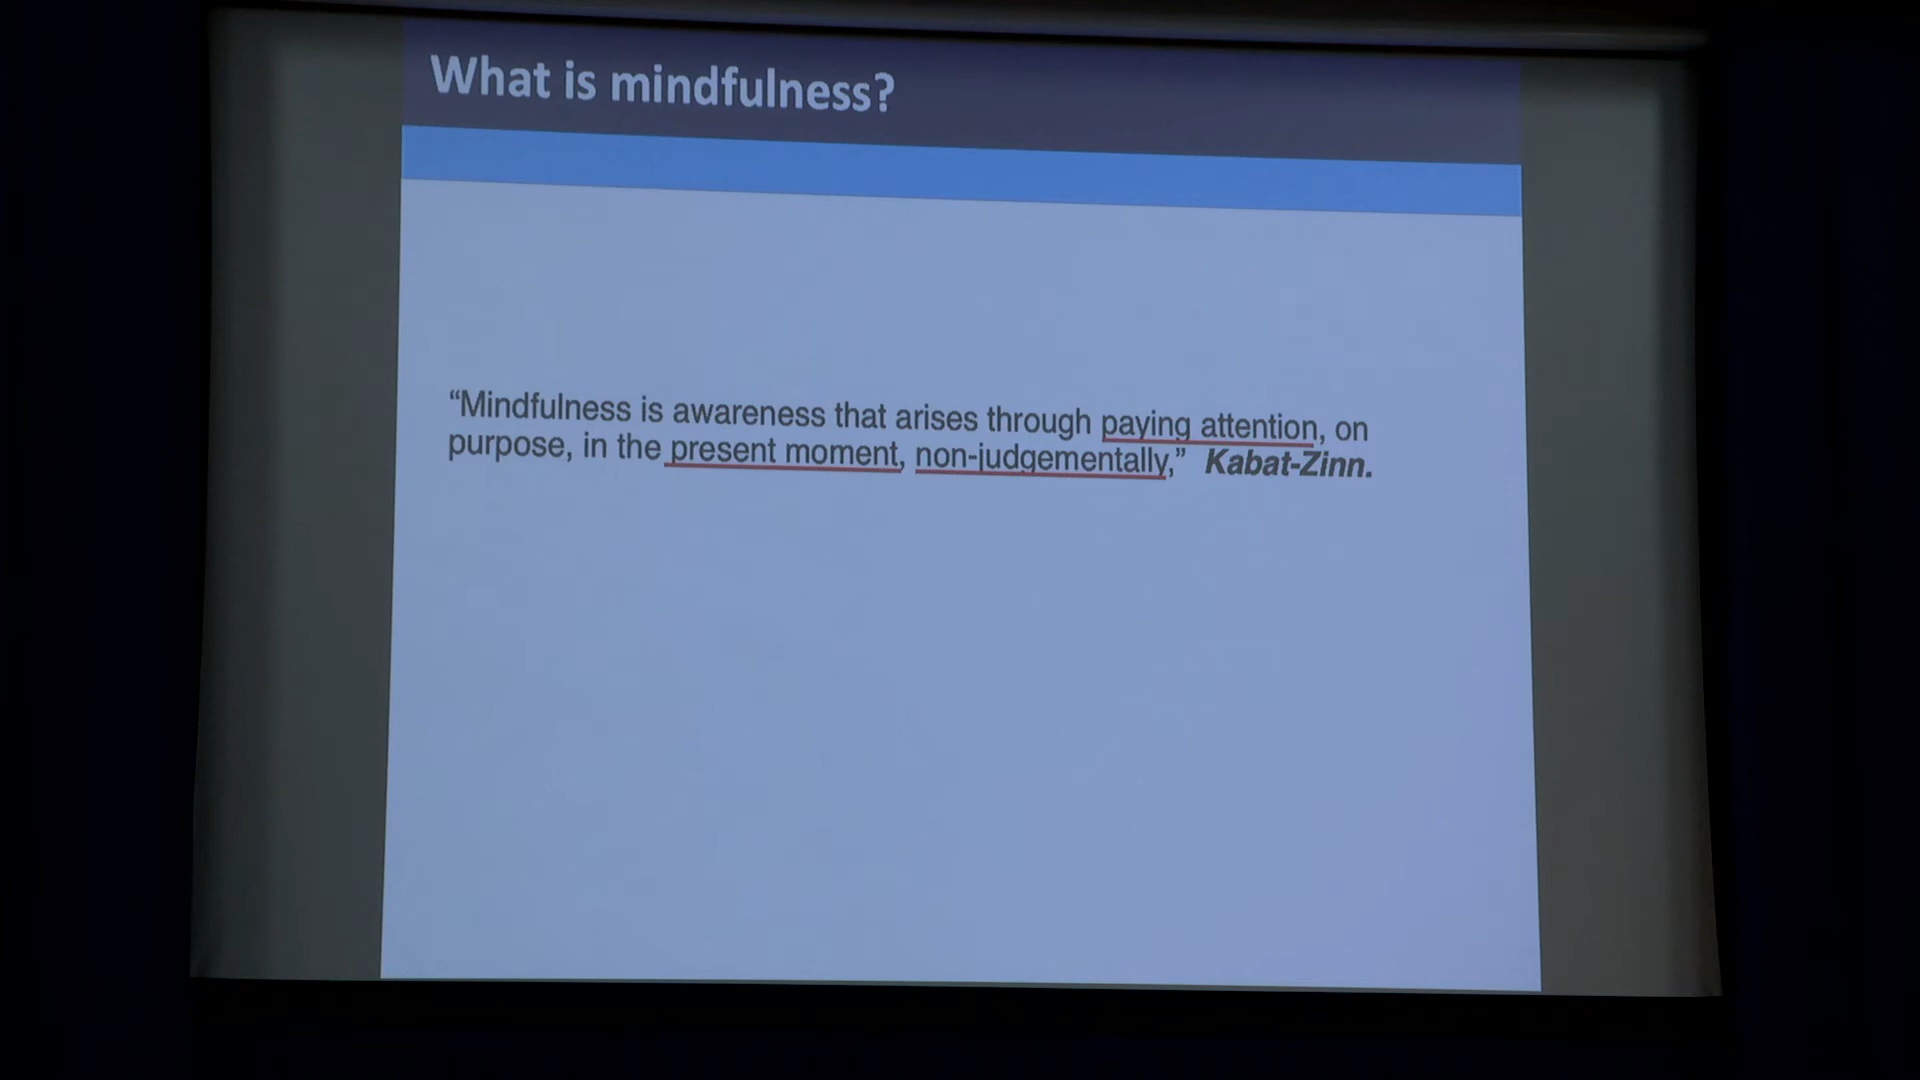 What is mindfulness?
“Mindfulness is awareness that arises through paying attention, on
purpose, in the present moment, non-judgementally,” Kabat-Zinn.